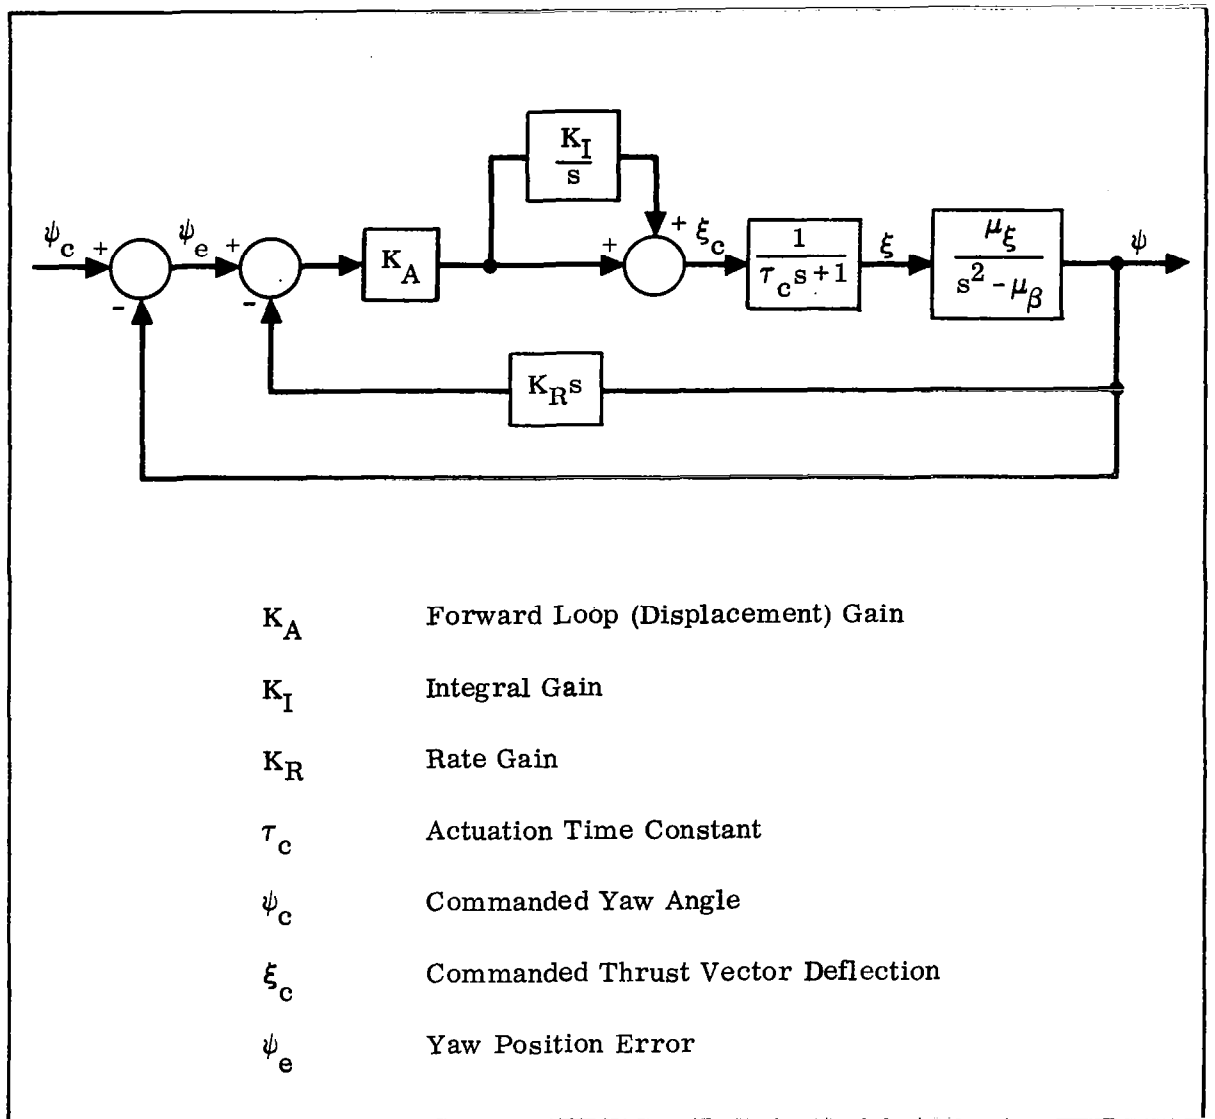 K_I
s
ψ_c + ψ_e + K_A + + ξ_c 1 ξ μ_ξ ψ
- - τ_c s + 1 s² - μ_β
K_R s
K_A Forward Loop (Displacement) Gain
K_I Integral Gain
K_R Rate Gain
τ_c Actuation Time Constant
ψ_c Commanded Yaw Angle
ξ_c Commanded Thrust Vector Deflection
ψ_e Yaw Position Error